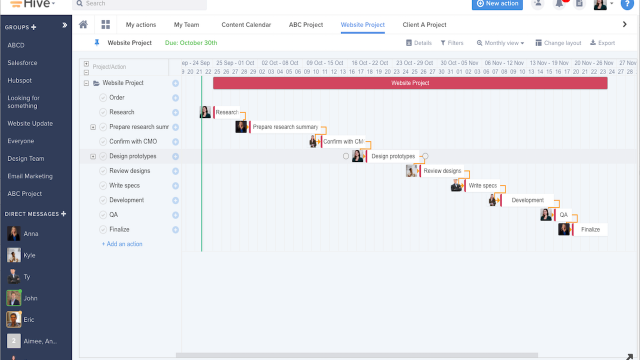 Hive
Search
New action
My actions
My Team
Content Calendar
ABC Project
Website Project
Client A Project
GROUPS +
ABCD
Salesforce
Hubspot
Looking for
something
Website Update
Everyone
Design Team
Email Marketing
ABC Project
DIRECT MESSAGES +
Anna
Kyle
Ty
John
Eric
2 Aimee, An...
Website Project
Due: October 30th
Details
Filters
Monthly view
Change layout
Export
Project/Action
ep - 24 Sep
25 Sep - 01 Oct
02 Oct - 08 Oct
09 Oct - 15 Oct
16 Oct - 22 Oct
23 Oct - 29 Oct
30 Oct - 05 Nov
06 Nov - 12 Nov
13 Nov - 19 Nov
20 Nov - 26 Nov
27 Nov
Website Project
Website Project
Order
Research
Research
Prepare research summ
Prepare research summary
Confirm with CMO
Confirm with CM
Design prototypes
Design prototypes
Review designs
Review designs
Write specs
Write specs
Development
Development
QA
QA
Finalize
Finalize
+ Add an action